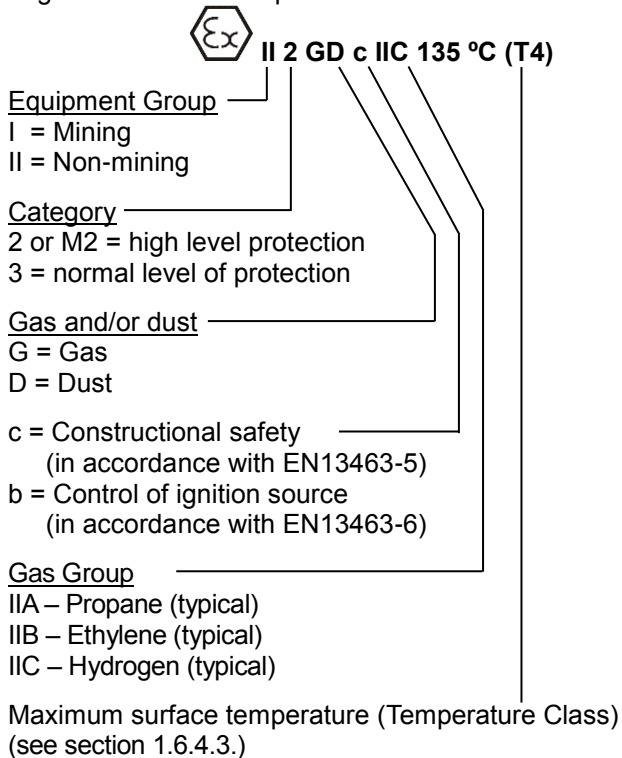 Ex II 2 GD c IIC 135 ºC (T4)
Equipment Group
I = Mining
II = Non-mining
Category
2 or M2 = high level protection
3 = normal level of protection
Gas and/or dust
G = Gas
D = Dust
c = Constructional safety
(in accordance with EN13463-5)
b = Control of ignition source
(in accordance with EN13463-6)
Gas Group
IIA – Propane (typical)
IIB – Ethylene (typical)
IIC – Hydrogen (typical)
Maximum surface temperature (Temperature Class)
(see section 1.6.4.3.)